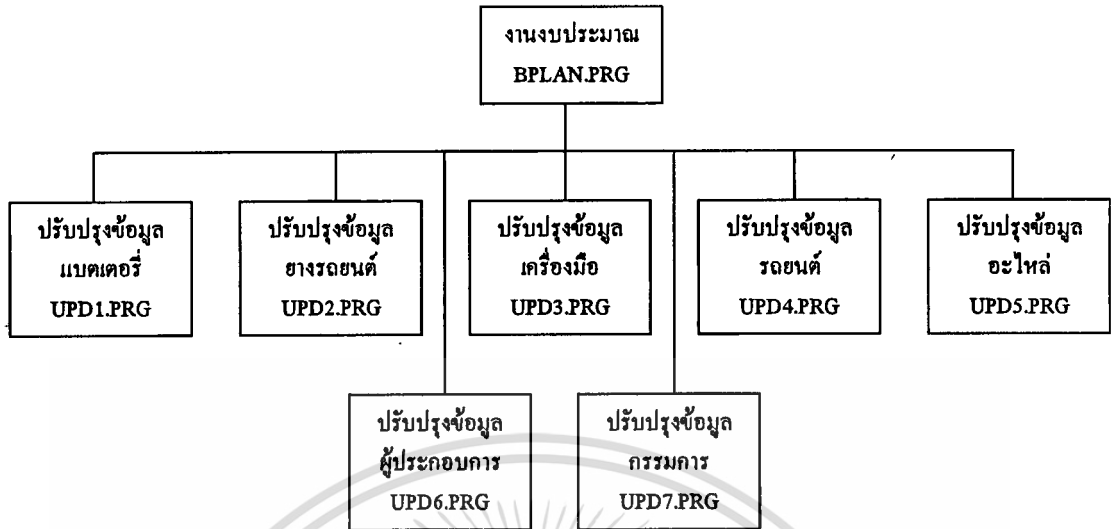 งานงบประมาณ
BPLAN.PRG
ปรับปรุงข้อมูล
แบตเตอรี่
UPD1.PRG
ปรับปรุงข้อมูล
ยางรถยนต์
UPD2.PRG
ปรับปรุงข้อมูล
เครื่องมือ
UPD3.PRG
ปรับปรุงข้อมูล
รถยนต์
UPD4.PRG
ปรับปรุงข้อมูล
อะไหล่
UPD5.PRG
ปรับปรุงข้อมูล
ผู้ประกอบการ
UPD6.PRG
ปรับปรุงข้อมูล
กรรมการ
UPD7.PRG